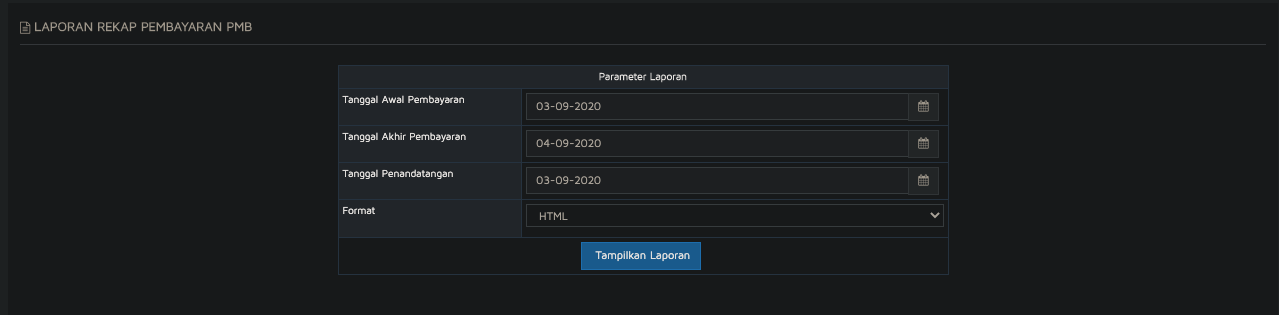 LAPORAN REKAP PEMBAYARAN PMB
Parameter Laporan
Tanggal Awal Pembayaran 03-09-2020
Tanggal Akhir Pembayaran 04-09-2020
Tanggal Penandatangan 03-09-2020
Format HTML
Tampilkan Laporan